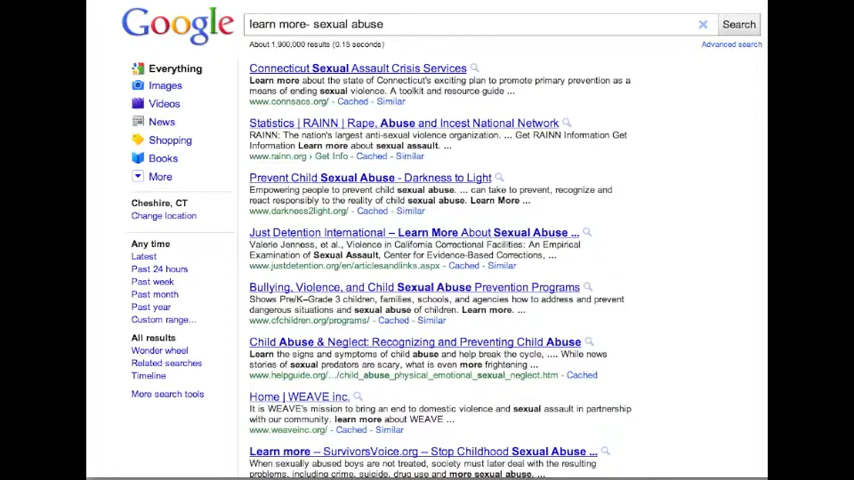 Google
learn more- sexual abuse
Search
About 1,900,000 results (0.15 seconds)
Advanced search
Everything
Images
Videos
News
Shopping
Books
More
Cheshire, CT
Change location
Any time
Latest
Past 24 hours
Past week
Past month
Past year
Custom range...
All results
Wonder wheel
Related searches
Timeline
More search tools
Connecticut Sexual Assault Crisis Services
Learn more about the state of Connecticut's exciting plan to promote primary prevention as a
means of ending sexual violence. A toolkit and resource guide ...
www.connsacs.org/ - Cached - Similar
Statistics | RAINN | Rape, Abuse and Incest National Network
RAINN: The nation's largest anti-sexual violence organization. ... Get RAINN Information Get
Information Learn more about sexual assault. ...
www.rainn.org › Get Info - Cached - Similar
Prevent Child Sexual Abuse - Darkness to Light
Empowering people to prevent child sexual abuse. ... can take to prevent, recognize and
react responsibly to the reality of child sexual abuse. Learn More ...
www.darkness2light.org/ - Cached - Similar
Just Detention International – Learn More About Sexual Abuse ...
Valerie Jenness, et al., Violence in California Correctional Facilities: An Empirical
Examination of Sexual Assault, Center for Evidence-Based Corrections, ...
www.justdetention.org/en/articlesandlinks.aspx - Cached - Similar
Bullying, Violence, and Child Sexual Abuse Prevention Programs
Shows Pre/K–Grade 3 children, families, schools, and agencies how to address and prevent
dangerous situations and sexual abuse of children. Learn more. ...
www.cfchildren.org/programs/ - Cached - Similar
Child Abuse & Neglect: Recognizing and Preventing Child Abuse
Learn the signs and symptoms of child abuse and help break the cycle, .... While news
stories of sexual predators are scary, what is even more frightening ...
www.helpguide.org/.../child_abuse_physical_emotional_sexual_neglect.htm - Cached
Home | WEAVE inc.
It is WEAVE's mission to bring an end to domestic violence and sexual assault in partnership
with our community. learn more about WEAVE ...
www.weaveinc.org/ - Cached - Similar
Learn more -- SurvivorsVoice.org -- Stop Childhood Sexual Abuse ...
When sexually abused boys are not treated, society must later deal with the resulting
problems, including crime, suicide, drug use and more sexual abuse. ...